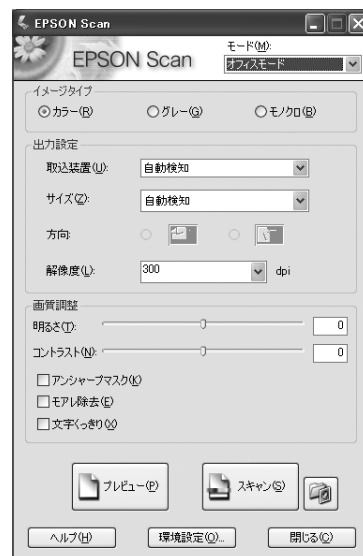 EPSON Scan
EPSON Scan
モード(M):
オフィスモード
イメージタイプ
カラー(R) グレー(G) モノクロ(B)
出力設定
取込装置(U): 自動検知
サイズ(Z): 自動検知
方向:
解像度(L): 300 dpi
画質調整
明るさ(T): 0
コントラスト(N): 0
アンシャープマスク(K)
モアレ除去(E)
文字くっきり(X)
プレビュー(P) スキャン(S)
ヘルプ(H) 環境設定(O)... 閉じる(C)